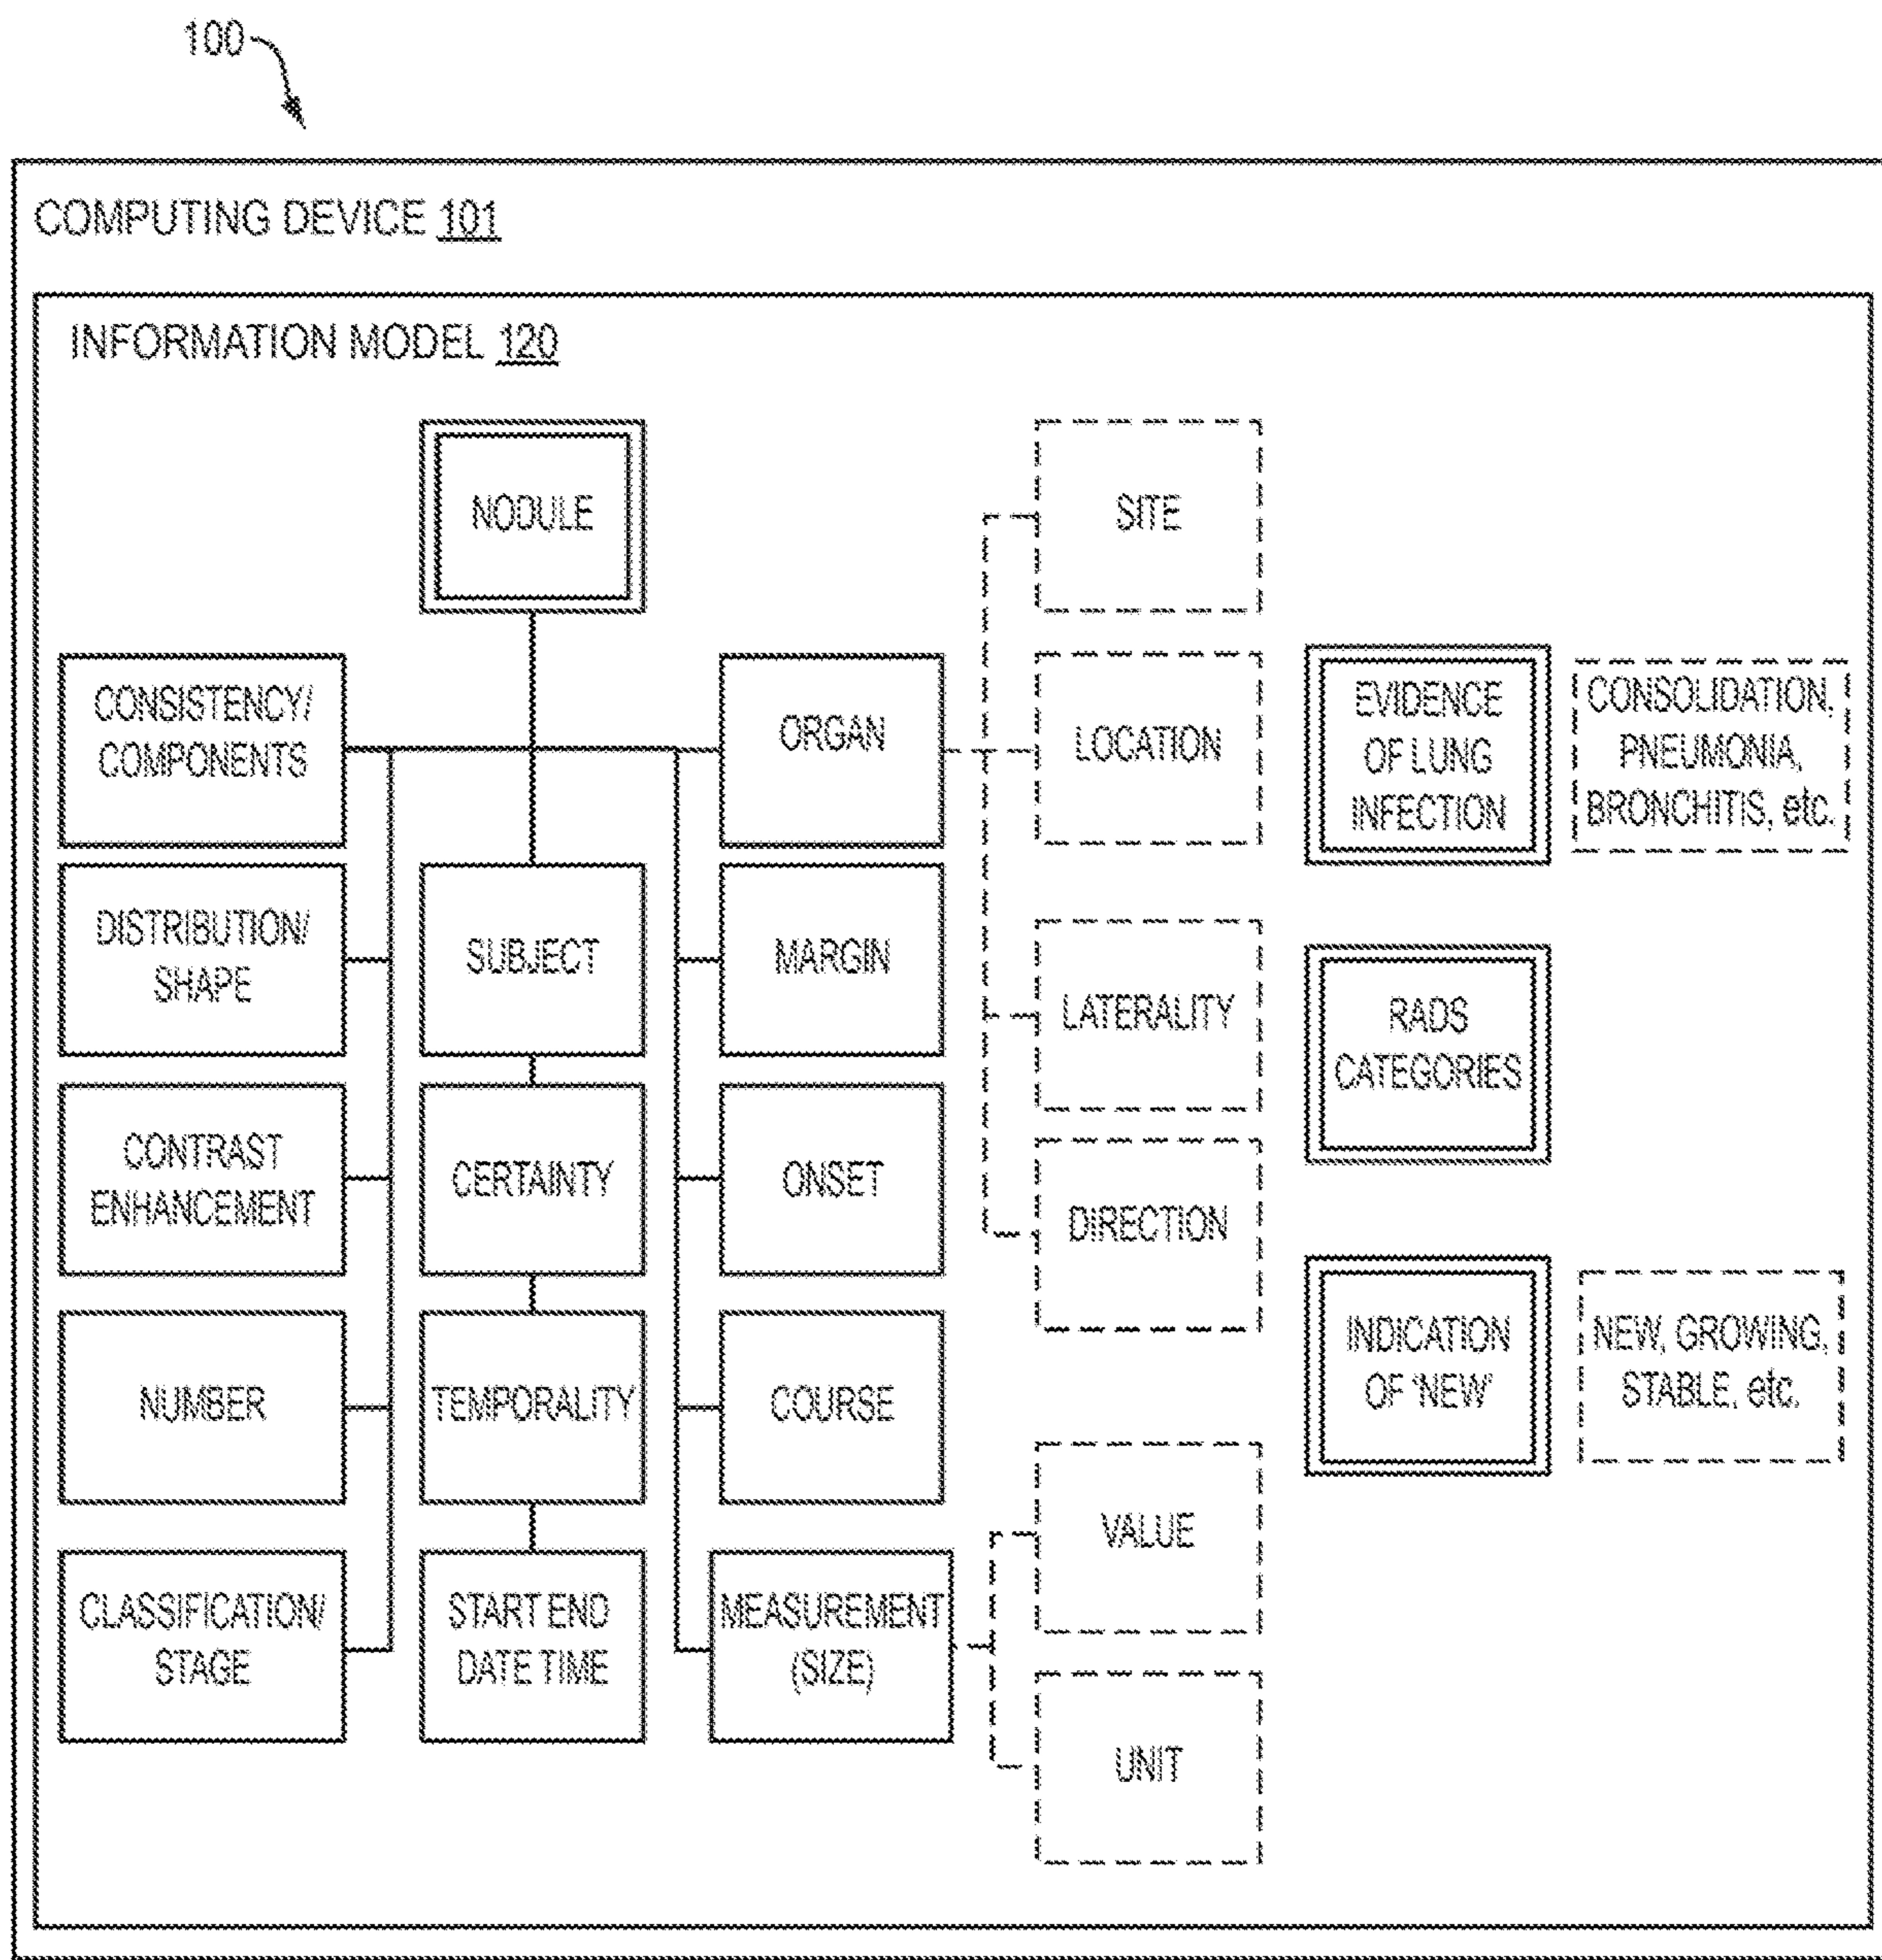 100
COMPUTING DEVICE 101
INFORMATION MODEL 120
NODULE
CONSISTENCY/
COMPONENTS
DISTRIBUTION/
SHAPE
CONTRAST
ENHANCEMENT
NUMBER
CLASSIFICATION/
STAGE
SUBJECT
CERTAINTY
TEMPORALITY
START END
DATE TIME
ORGAN
MARGIN
ONSET
COURSE
MEASUREMENT
(SIZE)
SITE
LOCATION
LATERALITY
DIRECTION
VALUE
UNIT
EVIDENCE
OF LUNG
INFECTION
CONSOLIDATION,
PNEUMONIA,
BRONCHITIS, etc.
RADS
CATEGORIES
INDICATION
OF 'NEW'
NEW, GROWING,
STABLE, etc.